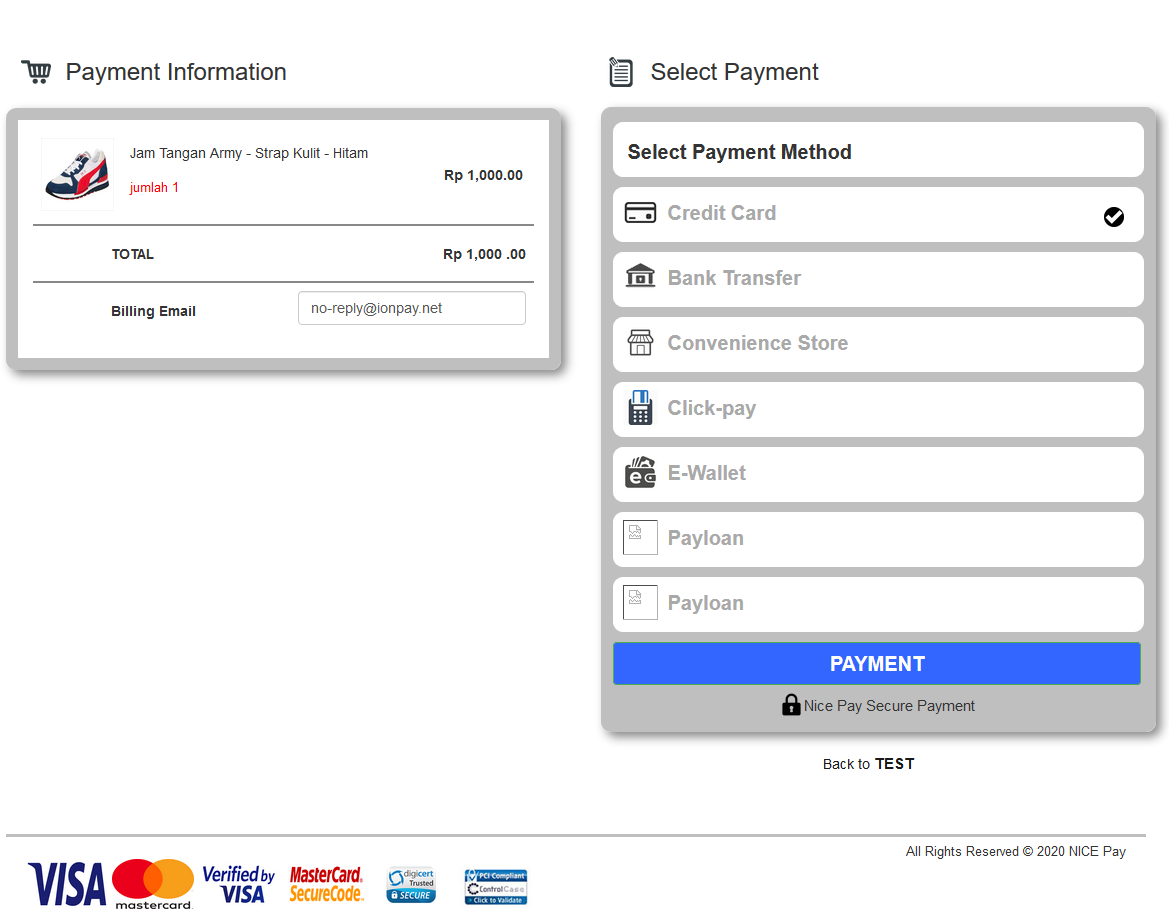 Payment Information
Jam Tangan Army - Strap Kulit - Hitam
jumlah 1
Rp 1,000.00
TOTAL
Rp 1,000 .00
Billing Email
no-reply@ionpay.net
Select Payment
Select Payment Method
Credit Card
Bank Transfer
Convenience Store
Click-pay
E-Wallet
Payloan
Payloan
PAYMENT
Nice Pay Secure Payment
Back to TEST
All Rights Reserved © 2020 NICE Pay
VISA
mastercard.
Verified by
VISA
MasterCard.
SecureCode.
digicert
Trusted
SECURE
PCI Compliant
ControlCase
> Click to Validate